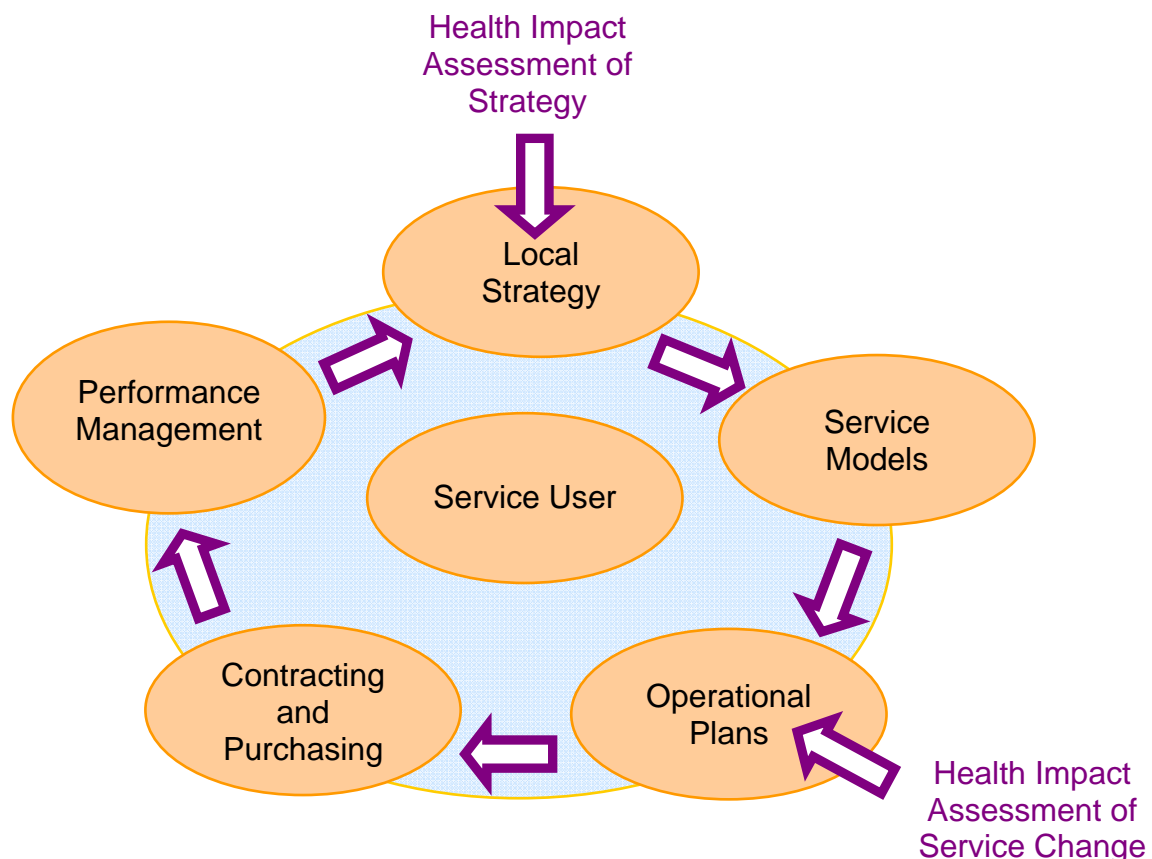 Health Impact
Assessment of
Strategy
Local
Strategy
Performance
Management
Service
Models
Service User
Contracting
and
Purchasing
Operational
Plans
Health Impact
Assessment of
Service Change